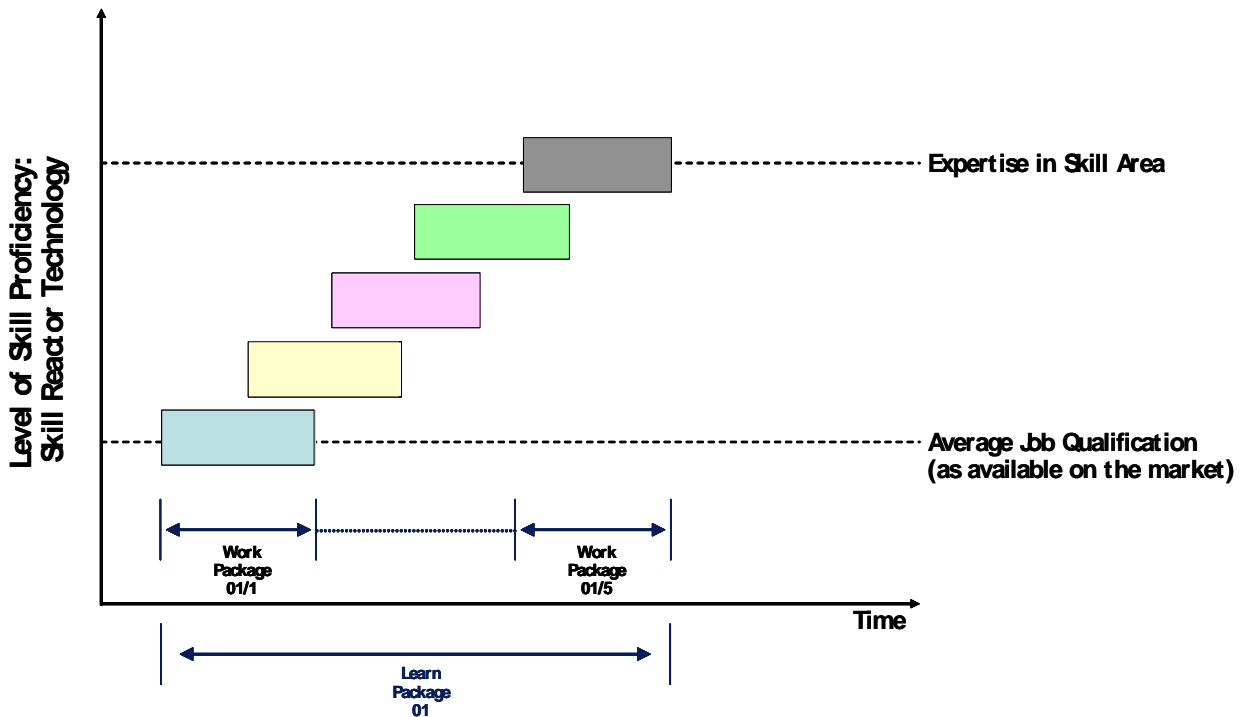 Level of Skill Proficiency:
Skill Reactor Technology
Expertise in Skill Area
Average Job Qualification
(as available on the market)
Work
Package
01/1
Work
Package
01/5
Time
Learn
Package
01